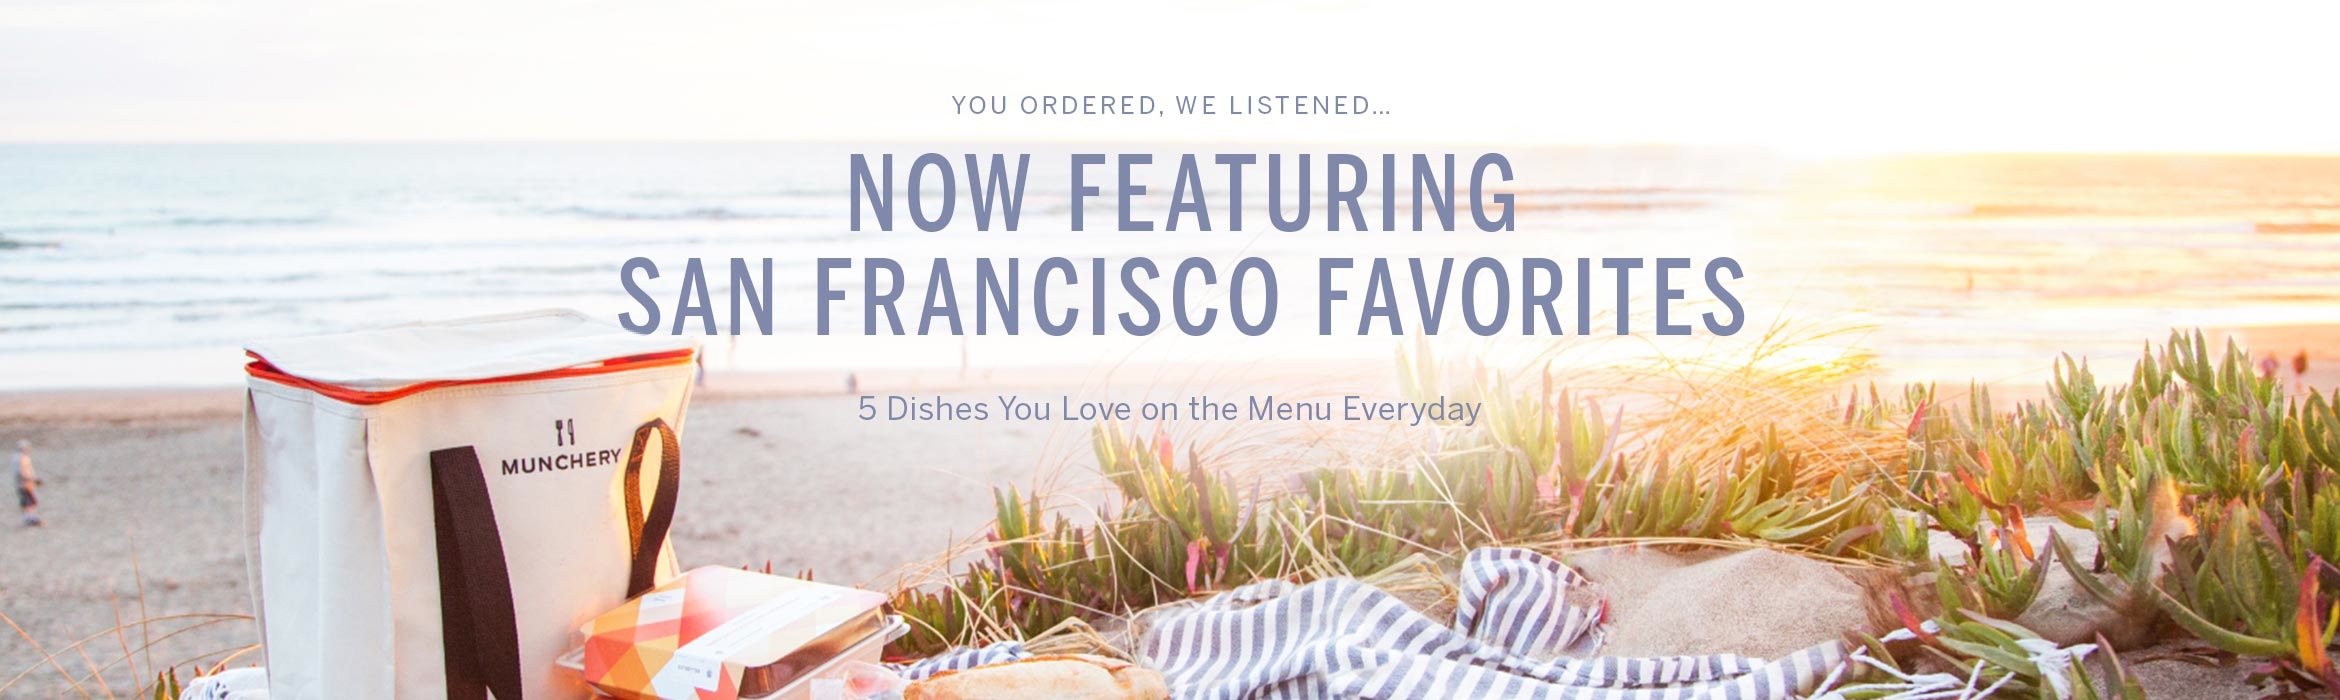 YOU ORDERED, WE LISTENED...
NOW FEATURING
SAN FRANCISCO FAVORITES
5 Dishes You Love on the Menu Everyday
MUNCHERY